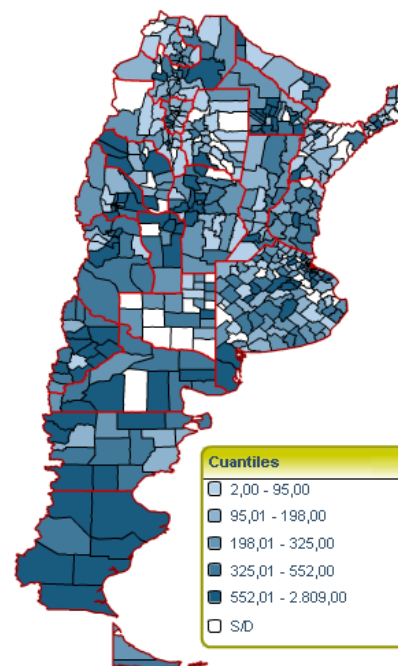 Cuantiles
2,00 - 95,00
95,01 - 198,00
198,01 - 325,00
325,01 - 552,00
552,01 - 2.809,00
S/D